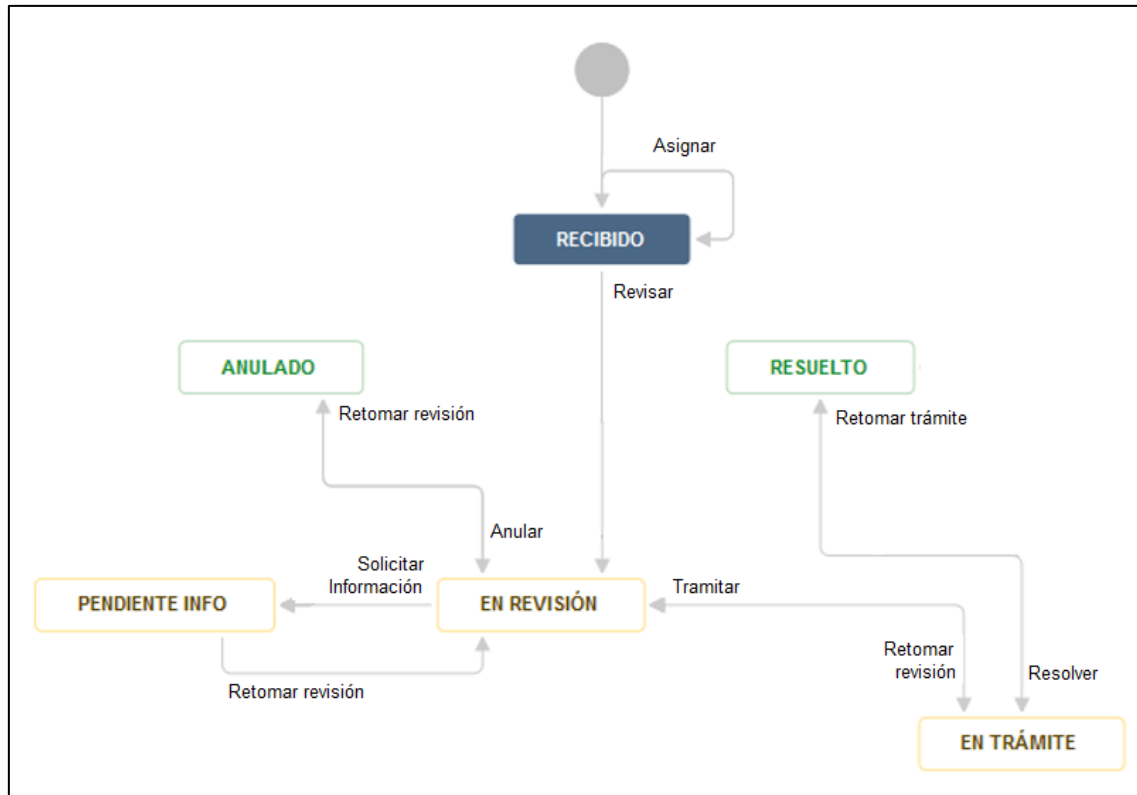 Asignar
RECIBIDO
Revisar
ANULADO
RESUELTO
Retomar revisión
Retomar trámite
Anular
Solicitar
Información
PENDIENTE INFO
EN REVISIÓN
Tramitar
Retomar revisión
Retomar
revisión
Resolver
EN TRÁMITE